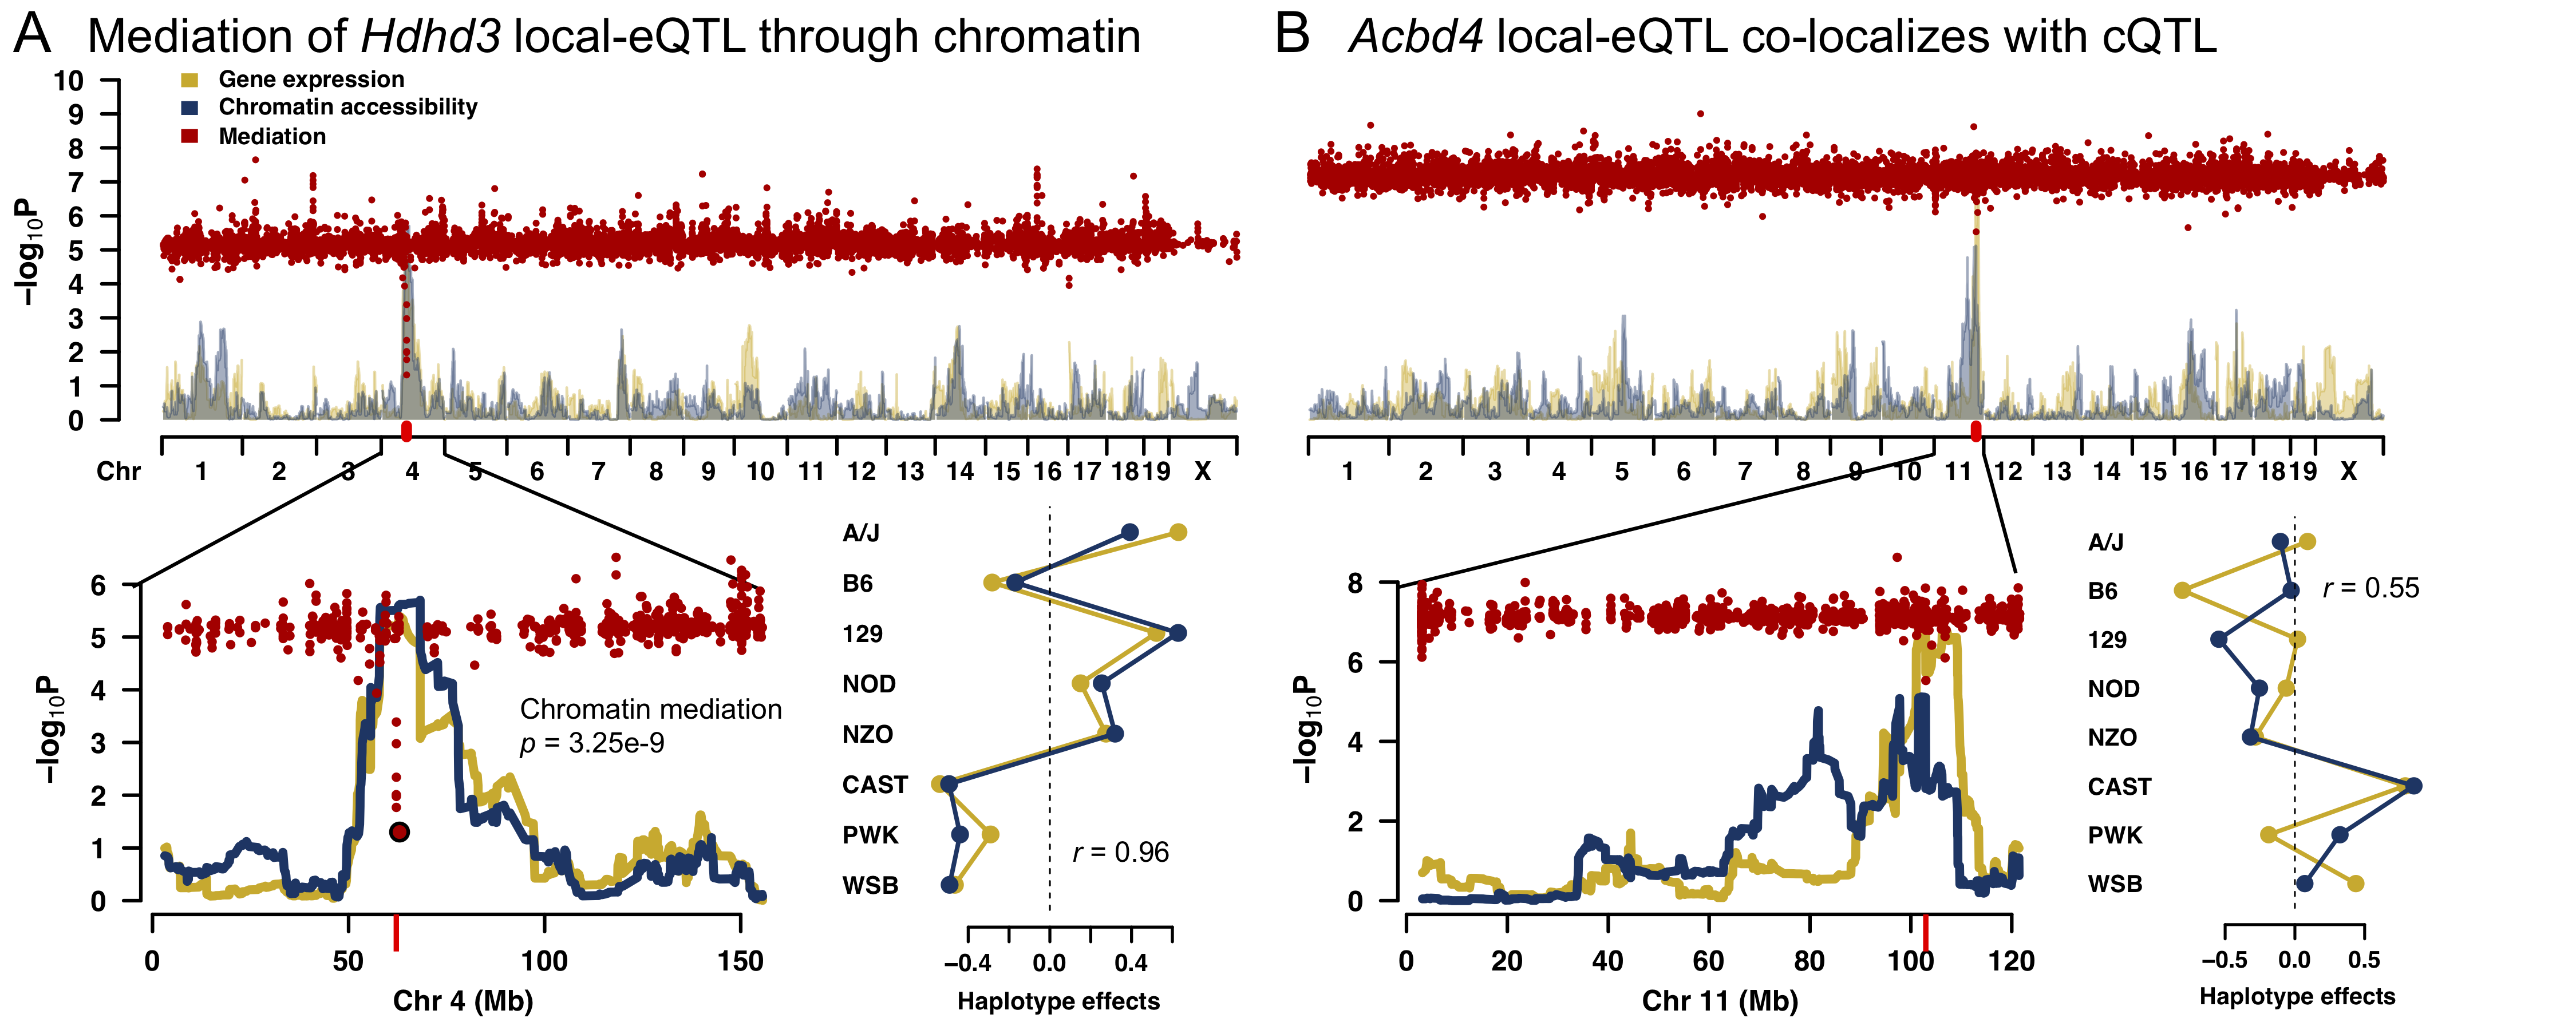 A Mediation of Hdhd3 local-eQTL through chromatin
10
9
8
7
6
5
4
3
2
1
0
−log10P
Gene expression
Chromatin accessibility
Mediation
Chr 1 2 3 4 5 6 7 8 9 10 11 12 13 14 15 16 17 18 19 X
6
5
4
3
2
1
0
−log10P
Chromatin mediation
p = 3.25e-9
0 50 100 150
Chr 4 (Mb)
A/J
B6
129
NOD
NZO
CAST
PWK
WSB
r = 0.96
−0.4 0.0 0.4
Haplotype effects
B Acbd4 local-eQTL co-localizes with cQTL
1 2 3 4 5 6 7 8 9 10 11 12 13 14 15 16 17 18 19 X
8
6
4
2
0
−log10P
0 20 40 60 80 100 120
Chr 11 (Mb)
A/J
B6
129
NOD
NZO
CAST
PWK
WSB
r = 0.55
−0.5 0.0 0.5
Haplotype effects